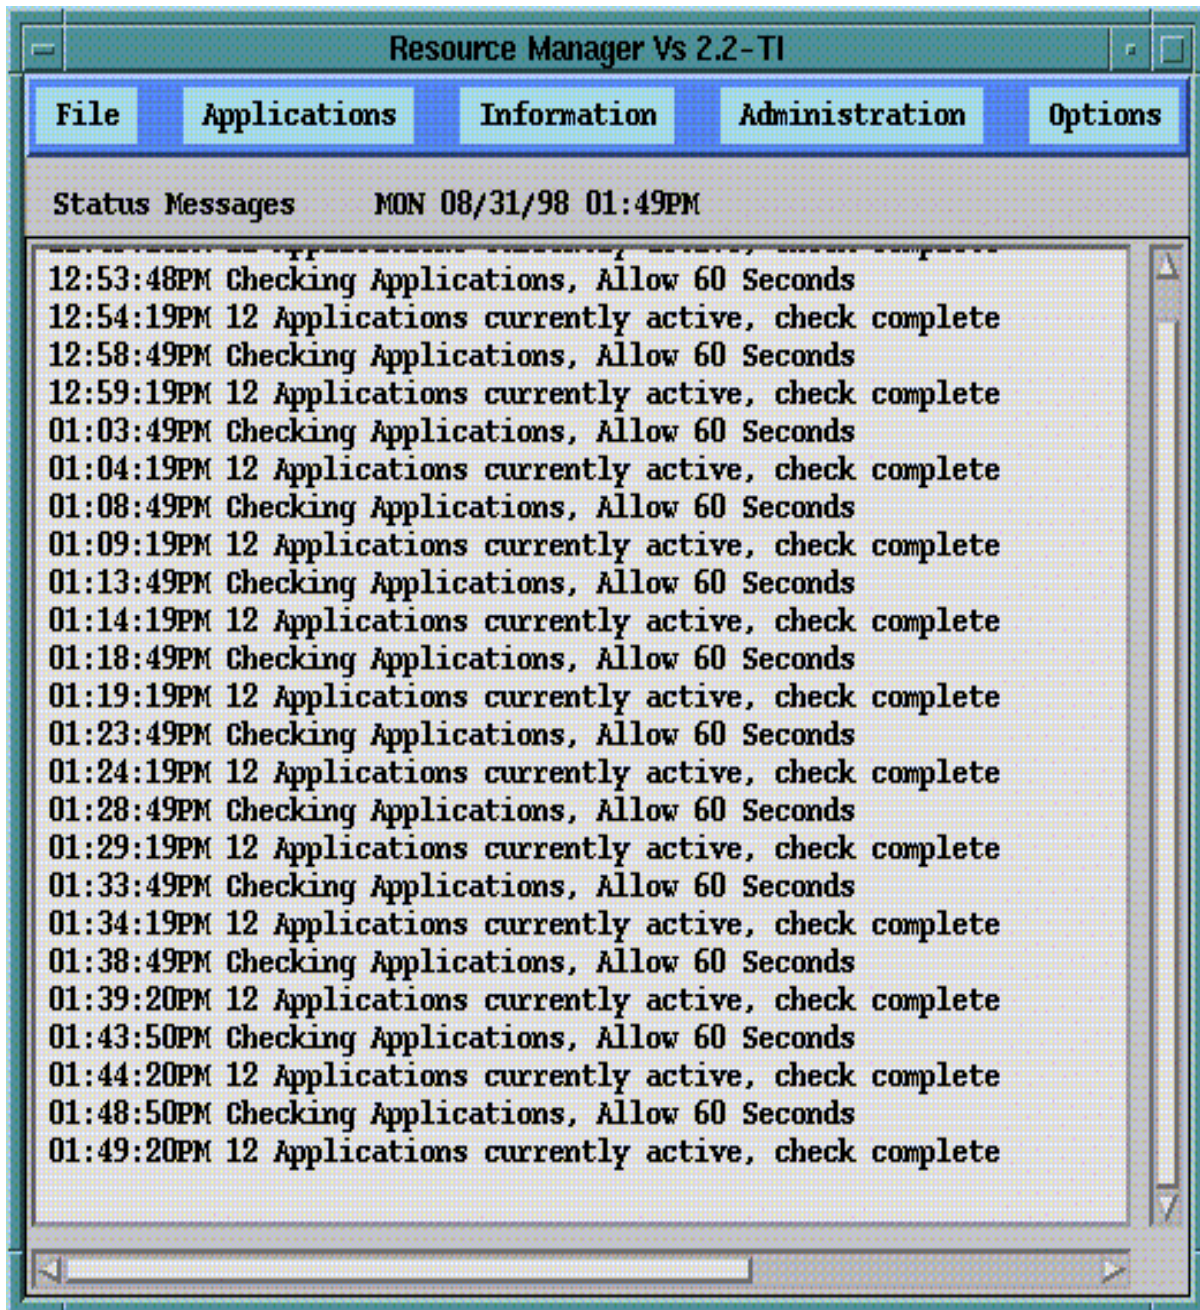 Resource Manager Vs 2.2-TI
File Applications Information Administration Options
Status Messages MON 08/31/98 01:49PM
12:53:48PM Checking Applications, Allow 60 Seconds
12:54:19PM 12 Applications currently active, check complete
12:58:49PM Checking Applications, Allow 60 Seconds
12:59:19PM 12 Applications currently active, check complete
01:03:49PM Checking Applications, Allow 60 Seconds
01:04:19PM 12 Applications currently active, check complete
01:08:49PM Checking Applications, Allow 60 Seconds
01:09:19PM 12 Applications currently active, check complete
01:13:49PM Checking Applications, Allow 60 Seconds
01:14:19PM 12 Applications currently active, check complete
01:18:49PM Checking Applications, Allow 60 Seconds
01:19:19PM 12 Applications currently active, check complete
01:23:49PM Checking Applications, Allow 60 Seconds
01:24:19PM 12 Applications currently active, check complete
01:28:49PM Checking Applications, Allow 60 Seconds
01:29:19PM 12 Applications currently active, check complete
01:33:49PM Checking Applications, Allow 60 Seconds
01:34:19PM 12 Applications currently active, check complete
01:38:49PM Checking Applications, Allow 60 Seconds
01:39:20PM 12 Applications currently active, check complete
01:43:50PM Checking Applications, Allow 60 Seconds
01:44:20PM 12 Applications currently active, check complete
01:48:50PM Checking Applications, Allow 60 Seconds
01:49:20PM 12 Applications currently active, check complete